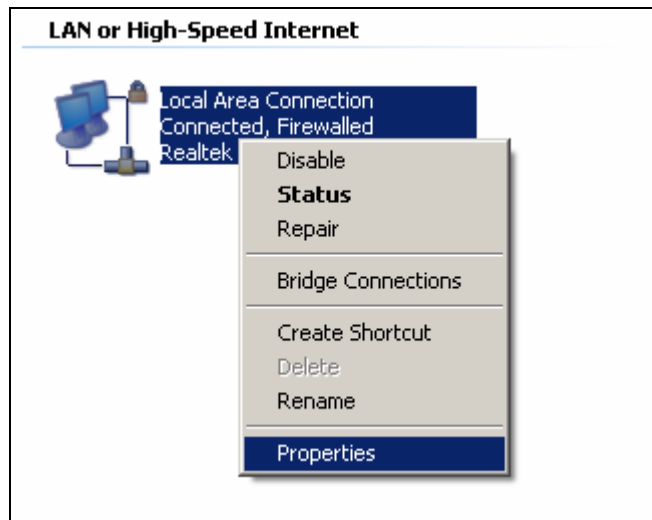 LAN or High-Speed Internet
Local Area Connection
Connected, Firewalled
Realtek
Disable
Status
Repair
Bridge Connections
Create Shortcut
Delete
Rename
Properties